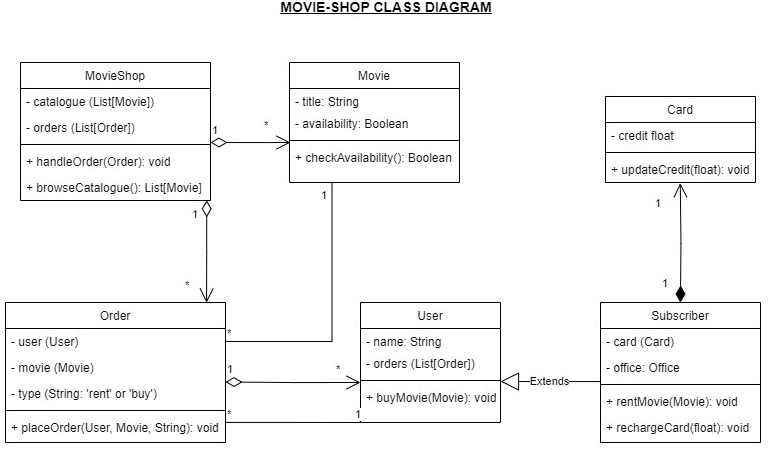 MOVIE-SHOP CLASS DIAGRAM
MovieShop
- catalogue (List[Movie])
- orders (List[Order])
+ handleOrder(Order): void
+ browseCatalogue(): List[Movie]
1
*
Movie
- title: String
- availability: Boolean
+ checkAvailability(): Boolean
Card
- credit float
+ updateCredit(float): void
1
*
1
*
1
1
Order
- user (User)
- movie (Movie)
- type (String: 'rent' or 'buy')
+ placeOrder(User, Movie, String): void
1
*
*
1
User
- name: String
- orders (List[Order])
+ buyMovie(Movie): void
Extends
Subscriber
- card (Card)
- office: Office
+ rentMovie(Movie): void
+ rechargeCard(float): void